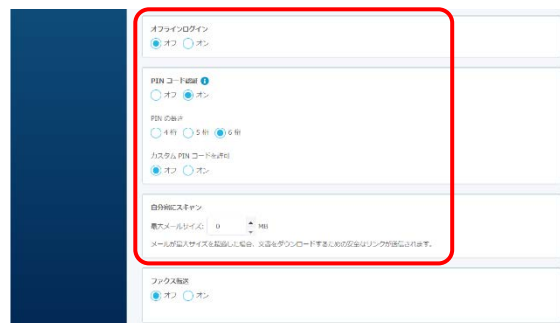 オフラインログイン
オフ オン
PIN コード認証
オフ オン
PIN の長さ
4 桁 5 桁 6 桁
カスタム PIN コードを許可
オフ オン
自分宛にスキャン
最大メールサイズ: 0 MB
メールが最大サイズを超過した場合、文書をダウンロードするための安全なリンクが送信されます。
ファクス転送
オフ オン